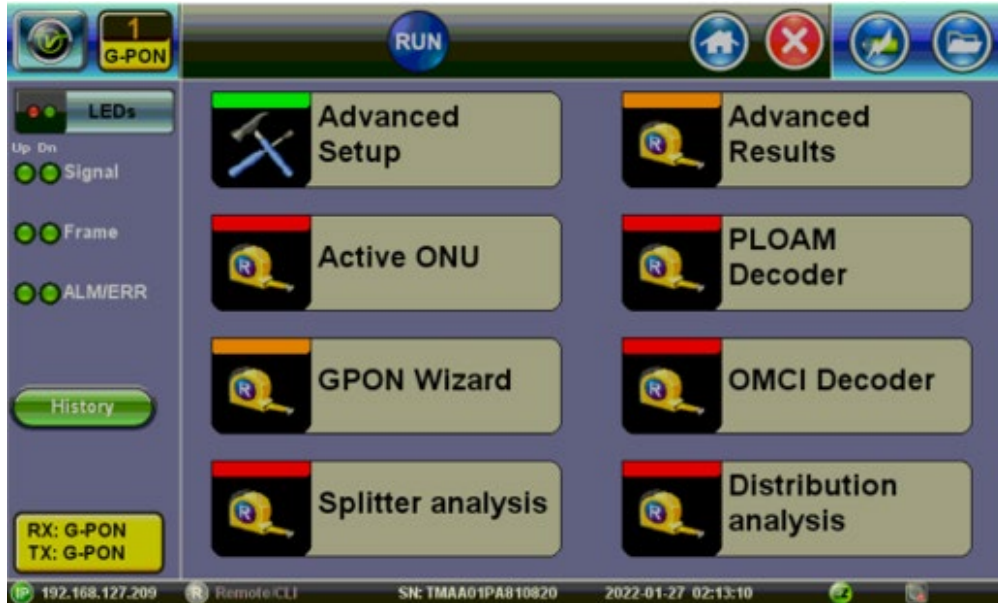 1
G-PON
RUN
LEDs
Up Dn
Signal
Frame
ALM/ERR
History
RX: G-PON
TX: G-PON
Advanced
Setup
Advanced
Results
Active ONU
PLOAM
Decoder
GPON Wizard
OMCI Decoder
Splitter analysis
Distribution
analysis
IP 192.168.127.209
R Remote/CLI
SN: TMAA01PA810820
2022-01-27 02:13:10